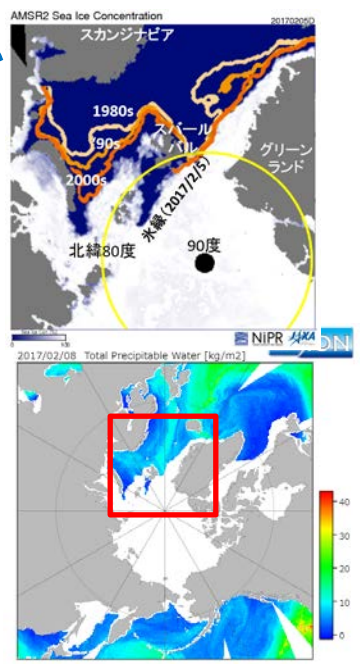 AMSR2 Sea Ice Concentration
20170205D
スカンジナビア
1980s
90s
2000s
スバール
バル
グリーン
ランド
氷縁(2017/2/5)
北緯80度
90度
NIPR JAXA
2017/02/08 Total Precipitable Water [kg/m2]
40
30
20
10
0